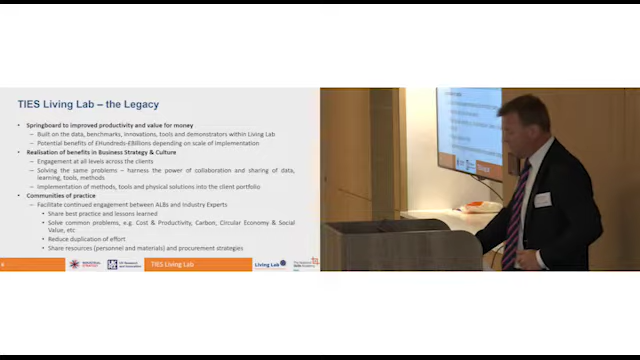 TIES Living Lab – the Legacy
• Springboard to improved productivity and value for money
– Built on the data, benchmarks, innovations, tools and demonstrators within Living Lab
– Potential benefits of £Hundreds-£Billions depending on scale of implementation
• Realisation of benefits in Business Strategy & Culture
– Engagement at all levels across the clients
– Solving the same problems – harness the power of collaboration and sharing of data,
learning, tools, methods
– Implementation of methods, tools and physical solutions into the client portfolio
• Communities of practice
– Facilitate continued engagement between ALBs and Industry Experts
• Share best practice and lessons learned
• Solve common problems, e.g. Cost & Productivity, Carbon, Circular Economy & Social
Value, etc
• Reduce duplication of effort
• Share resources (personnel and materials) and procurement strategies
TIES Living Lab
Living Lab